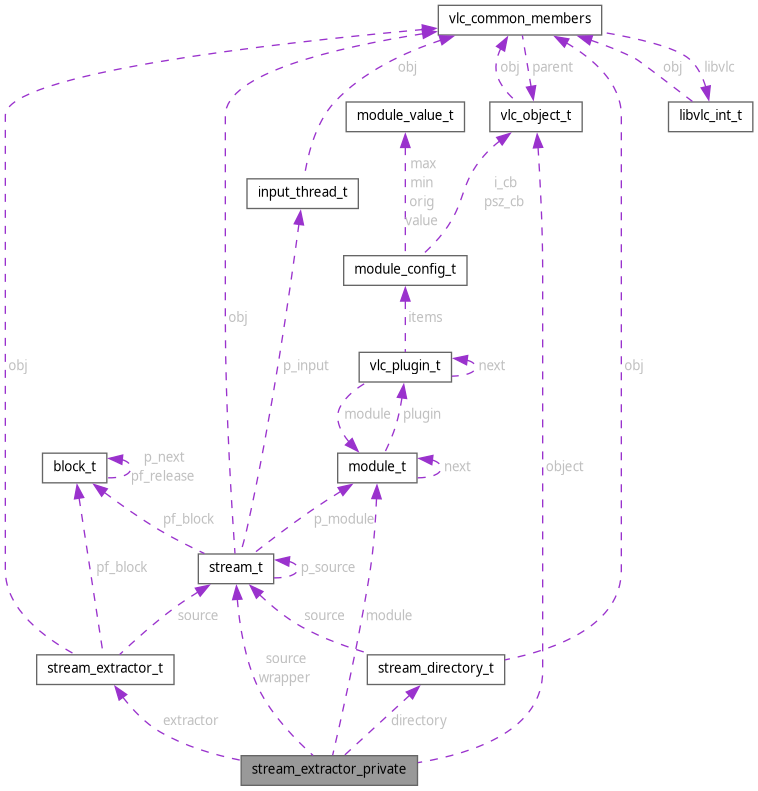 vlc_common_members
obj
obj
parent
obj
libvlc
module_value_t
vlc_object_t
libvlc_int_t
max
min
orig
value
i_cb
psz_cb
input_thread_t
module_config_t
obj
items
p_input
obj
obj
vlc_plugin_t
next
module
plugin
block_t
p_next
pf_release
module_t
next
object
pf_block
p_module
pf_block
stream_t
p_source
source
source
module
stream_extractor_t
source
wrapper
stream_directory_t
extractor
directory
stream_extractor_private